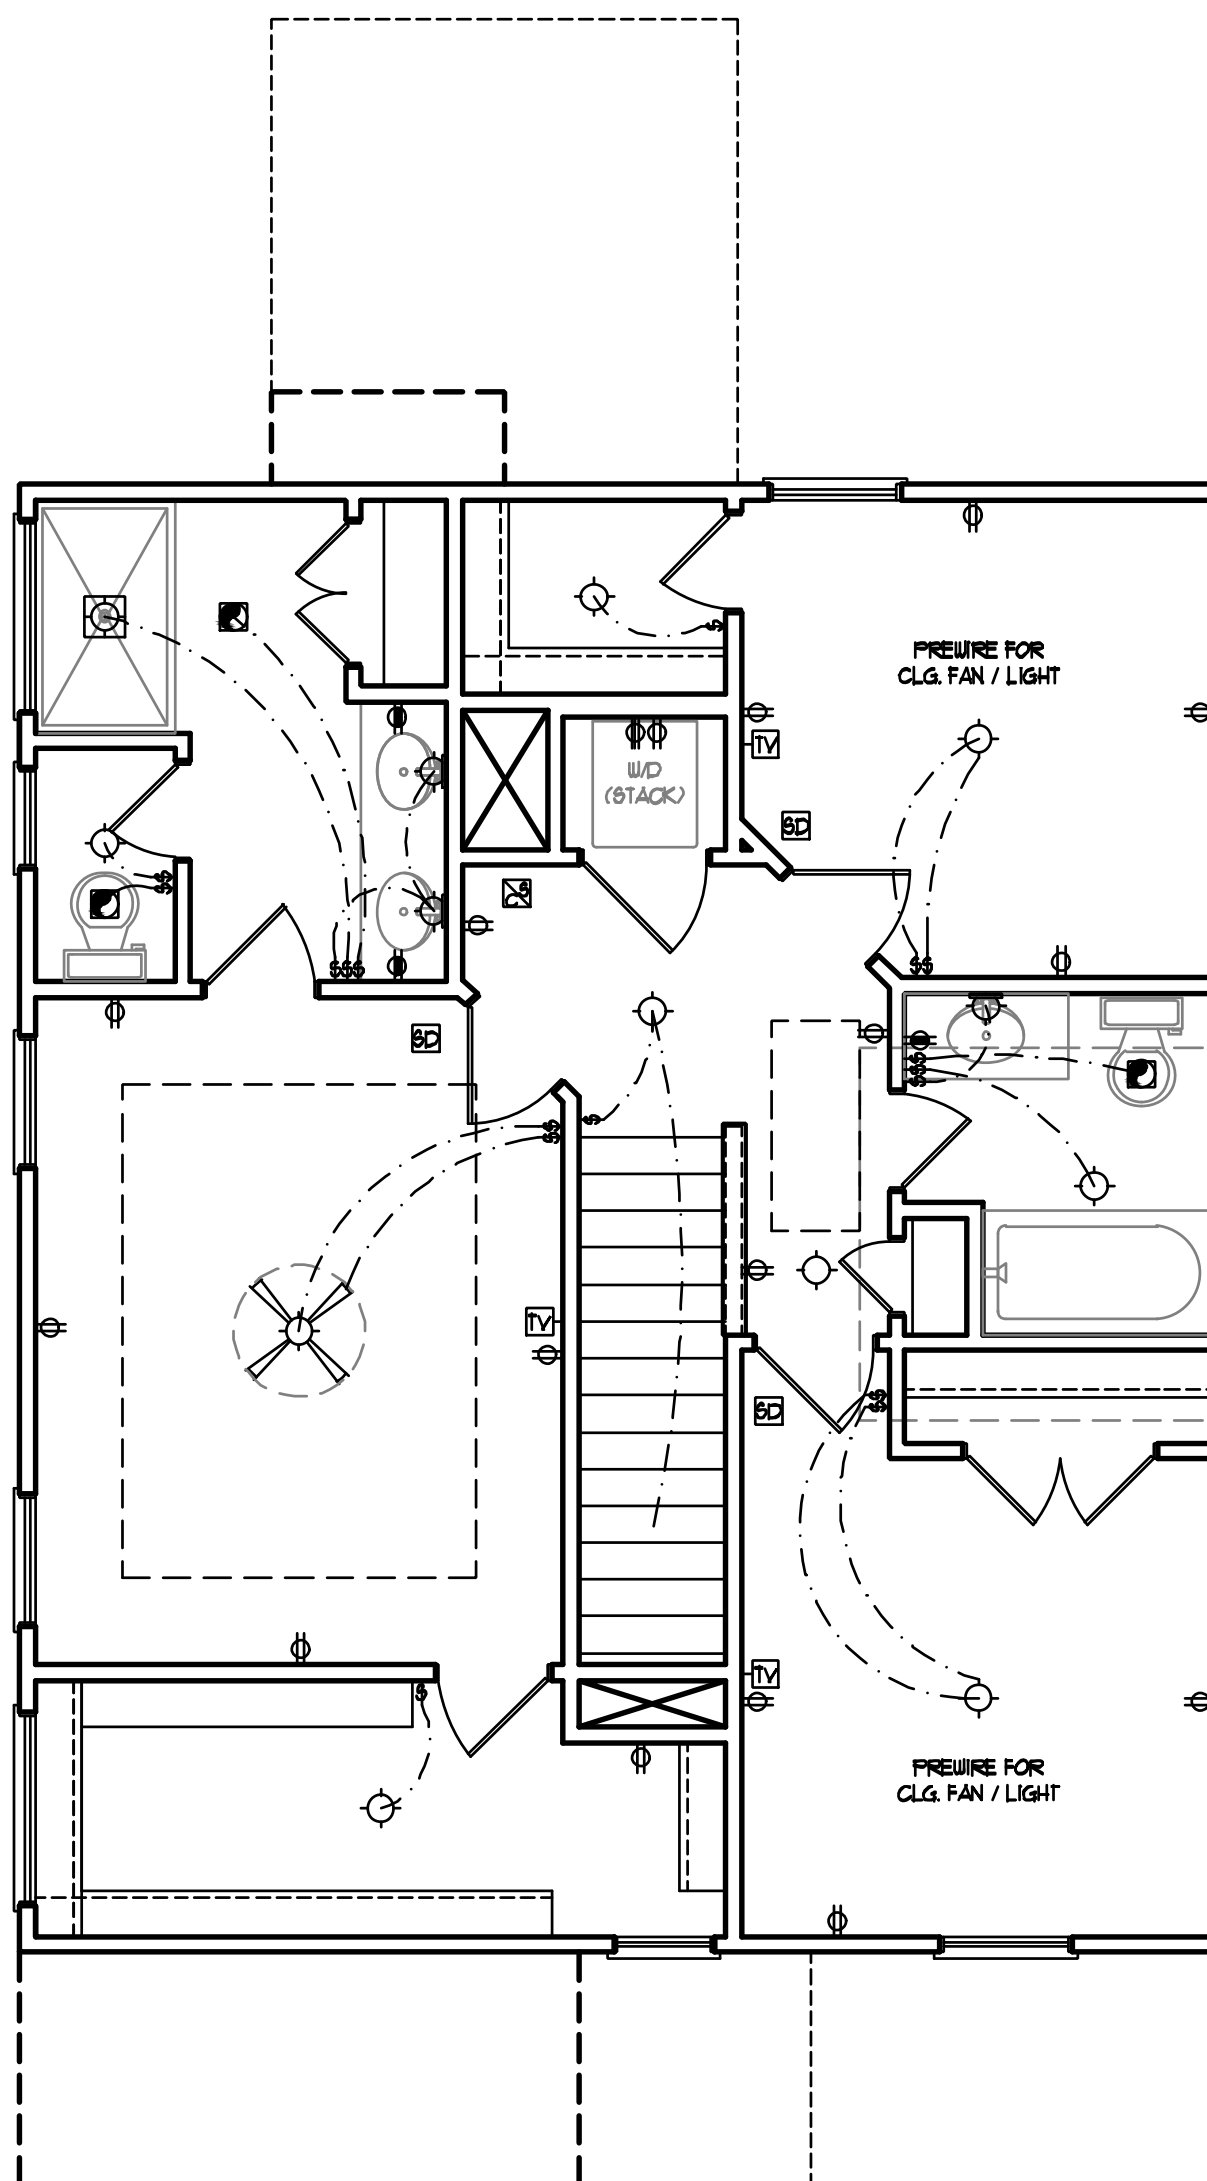 PREWIRE FOR
CLG. FAN / LIGHT
$
TV
W/D
(STACK)
SD
$$
$$$
$$
SD
$$$
$
$$
TV
$$
SD
TV
$
PREWIRE FOR
CLG. FAN / LIGHT